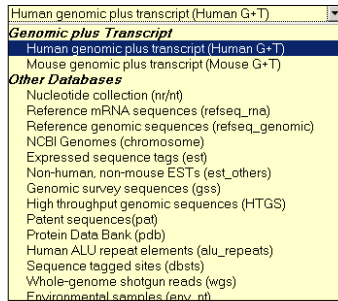 Human genomic plus transcript (Human G+T)
Genomic plus Transcript
Human genomic plus transcript (Human G+T)
Mouse genomic plus transcript (Mouse G+T)
Other Databases
Nucleotide collection (nr/nt)
Reference mRNA sequences (refseq_rna)
Reference genomic sequences (refseq_genomic)
NCBI Genomes (chromosome)
Expressed sequence tags (est)
Non-human, non-mouse ESTs (est_others)
Genomic survey sequences (gss)
High throughput genomic sequences (HTGS)
Patent sequences(pat)
Protein Data Bank (pdb)
Human ALU repeat elements (alu_repeats)
Sequence tagged sites (dbsts)
Whole-genome shotgun reads (wgs)
Environmental samples (env_nt)